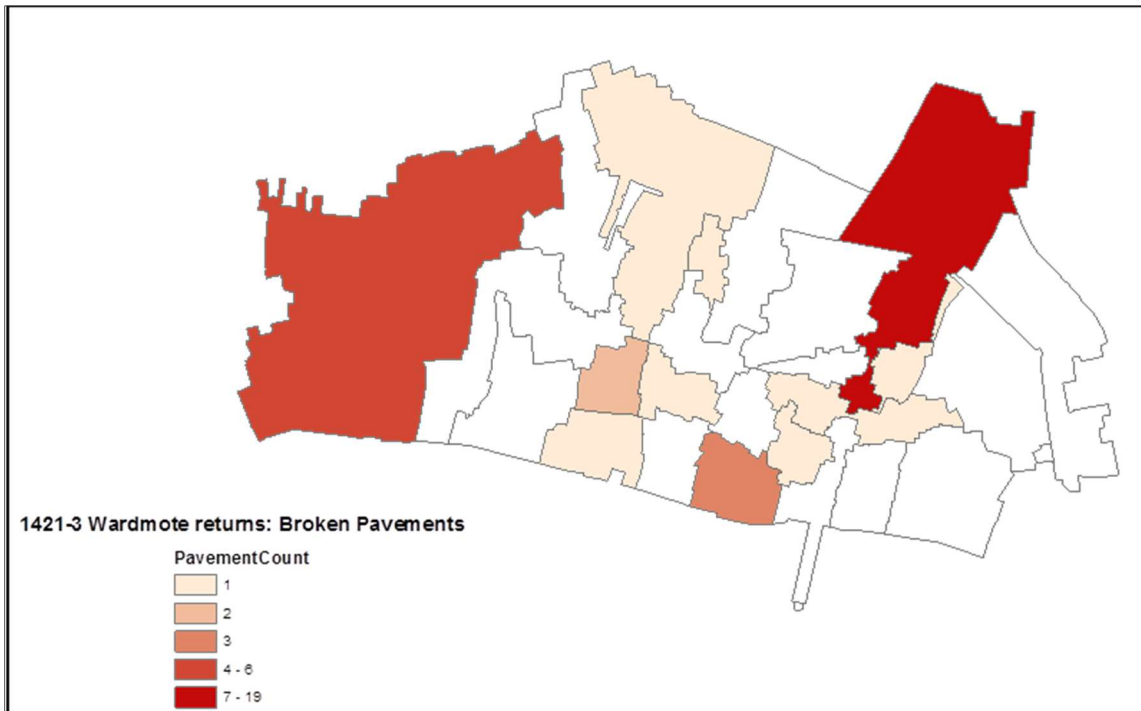 1421-3 Wardmote returns: Broken Pavements
PavementCount
1
2
3
4 - 6
7 - 19